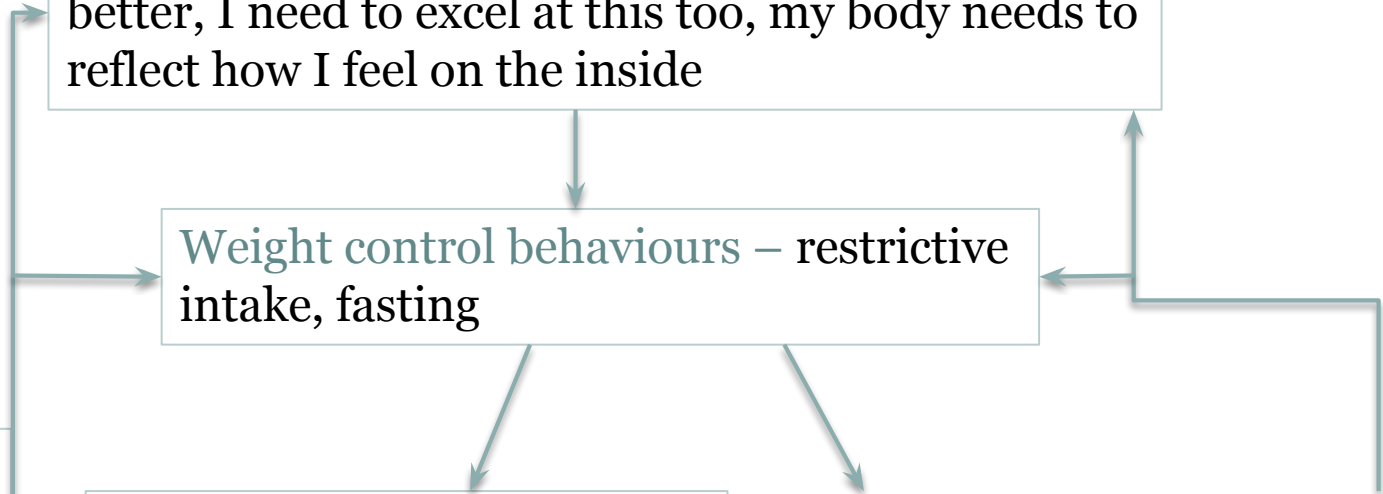 better, I need to excel at this too, my body needs to
reflect how I feel on the inside
Weight control behaviours – restrictive
intake, fasting